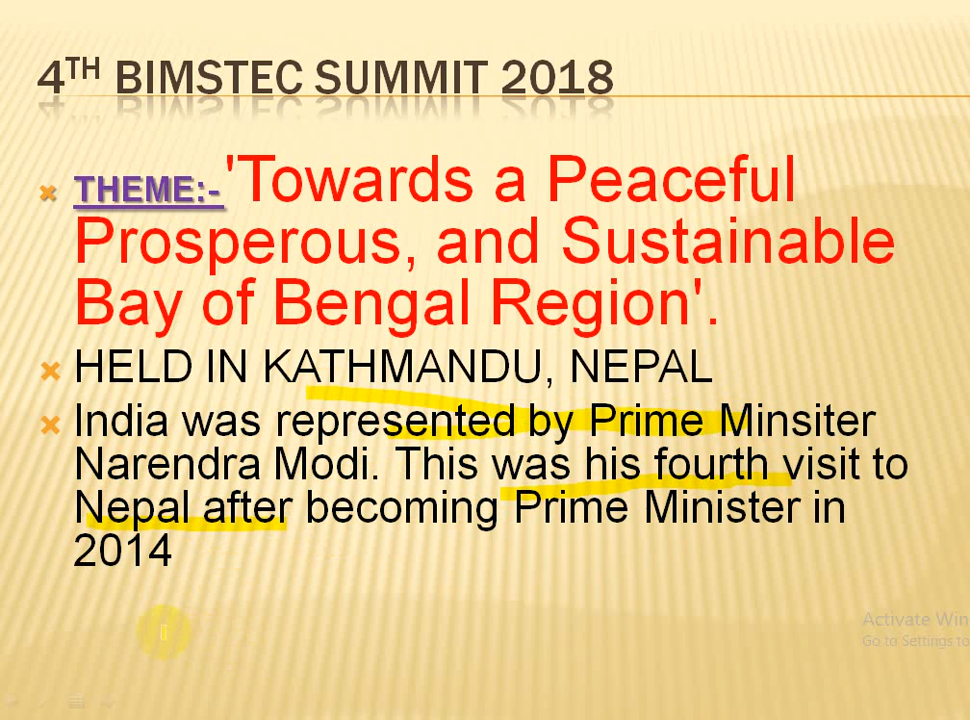 4TH BIMSTEC SUMMIT 2018
THEME:- 'Towards a Peaceful
Prosperous, and Sustainable
Bay of Bengal Region'.
HELD IN KATHMANDU, NEPAL
India was represented by Prime Minsiter
Narendra Modi. This was his fourth visit to
Nepal after becoming Prime Minister in
2014
Activate Win
Go to Settings to